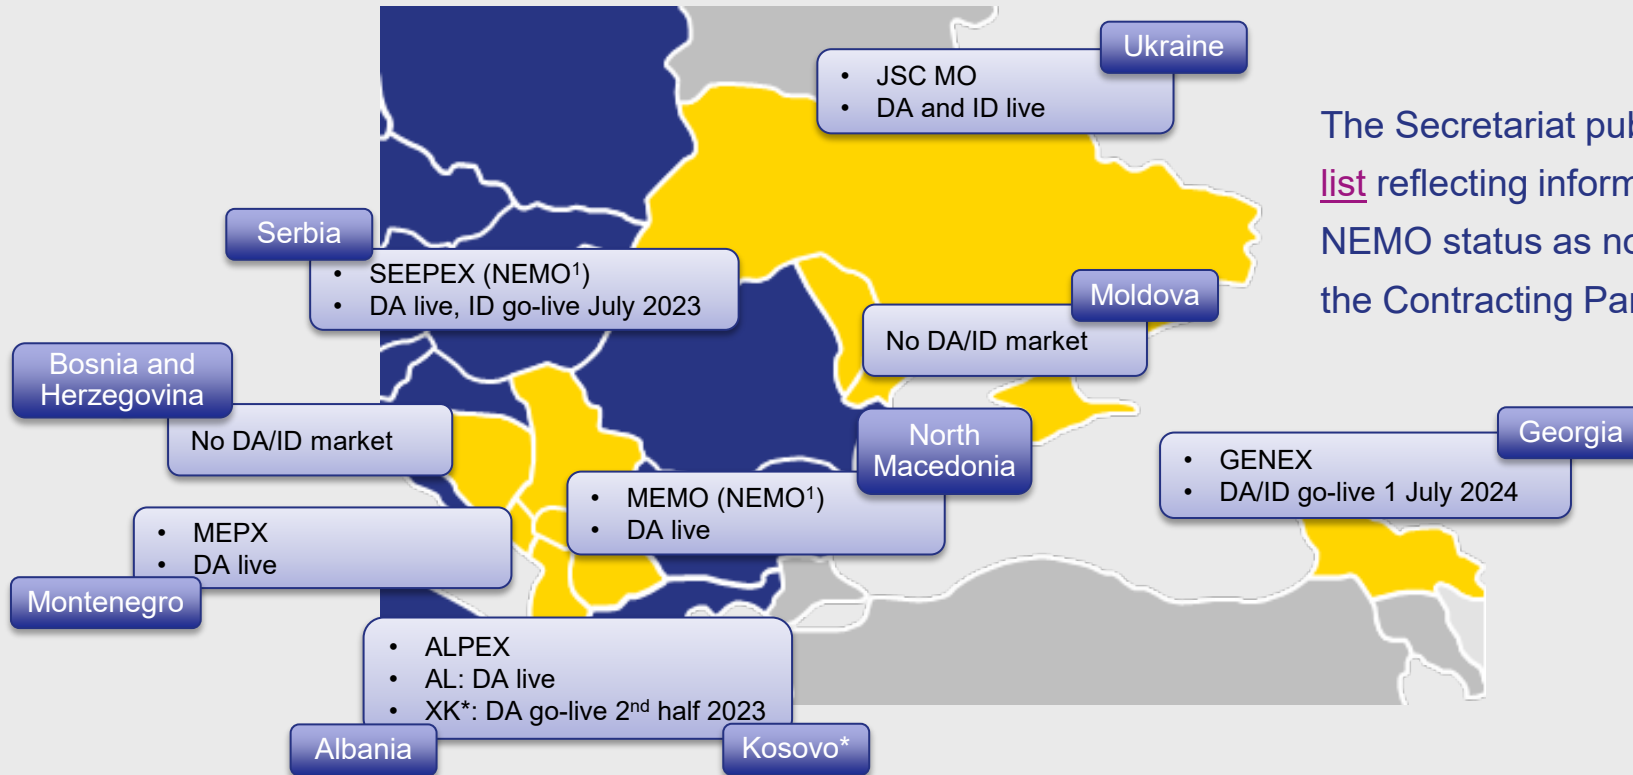 Ukraine
• JSC MO
• DA and ID live
The Secretariat pub
list reflecting inform
NEMO status as no
the Contracting Par
Serbia
• SEEPEX (NEMO¹)
• DA live, ID go-live July 2023
Moldova
No DA/ID market
Bosnia and
Herzegovina
No DA/ID market
North
Macedonia
• MEMO (NEMO¹)
• DA live
Georgia
• GENEX
• DA/ID go-live 1 July 2024
• MEPX
• DA live
Montenegro
• ALPEX
• AL: DA live
• XK*: DA go-live 2nd half 2023
Albania
Kosovo*